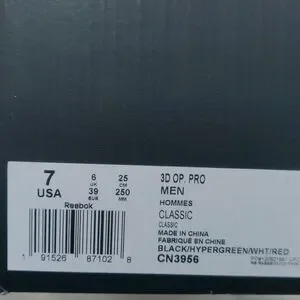 7 6 25 3D OP. PRO
USA UK CM MEN
39 250 HOMMES
EUR MM
Reebok CLASSIC
CLASSIC
MADE IN CHINA
FABRIQUÉ EN CHINE
BLACK/HYPERGREEN/WHT/RED
1 91526 87102 8 CN3956